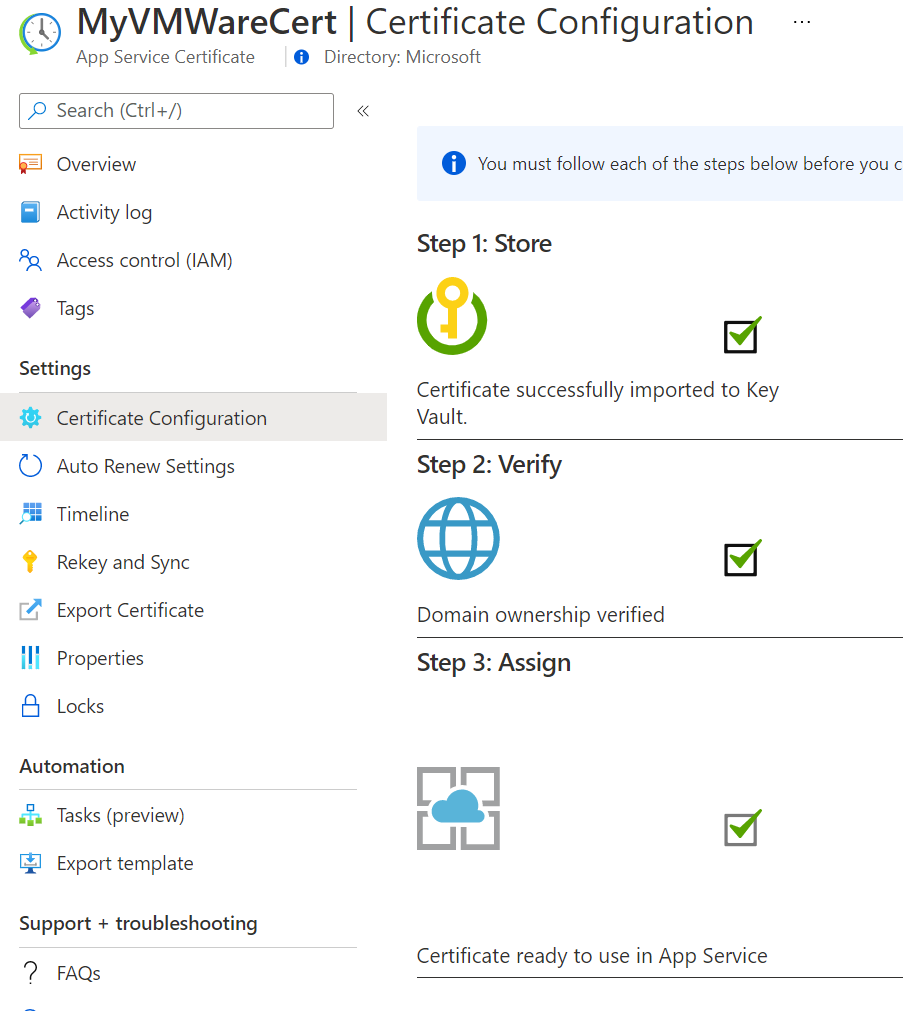 MyVMWareCert | Certificate Configuration ...
App Service Certificate
Directory: Microsoft
Search (Ctrl+/)
«
Overview
Activity log
Access control (IAM)
Tags
Settings
Certificate Configuration
Auto Renew Settings
Timeline
Rekey and Sync
Export Certificate
Properties
Locks
Automation
Tasks (preview)
Export template
Support + troubleshooting
FAQs
You must follow each of the steps below before you c
Step 1: Store
Certificate successfully imported to Key
Vault.
Step 2: Verify
Domain ownership verified
Step 3: Assign
Certificate ready to use in App Service